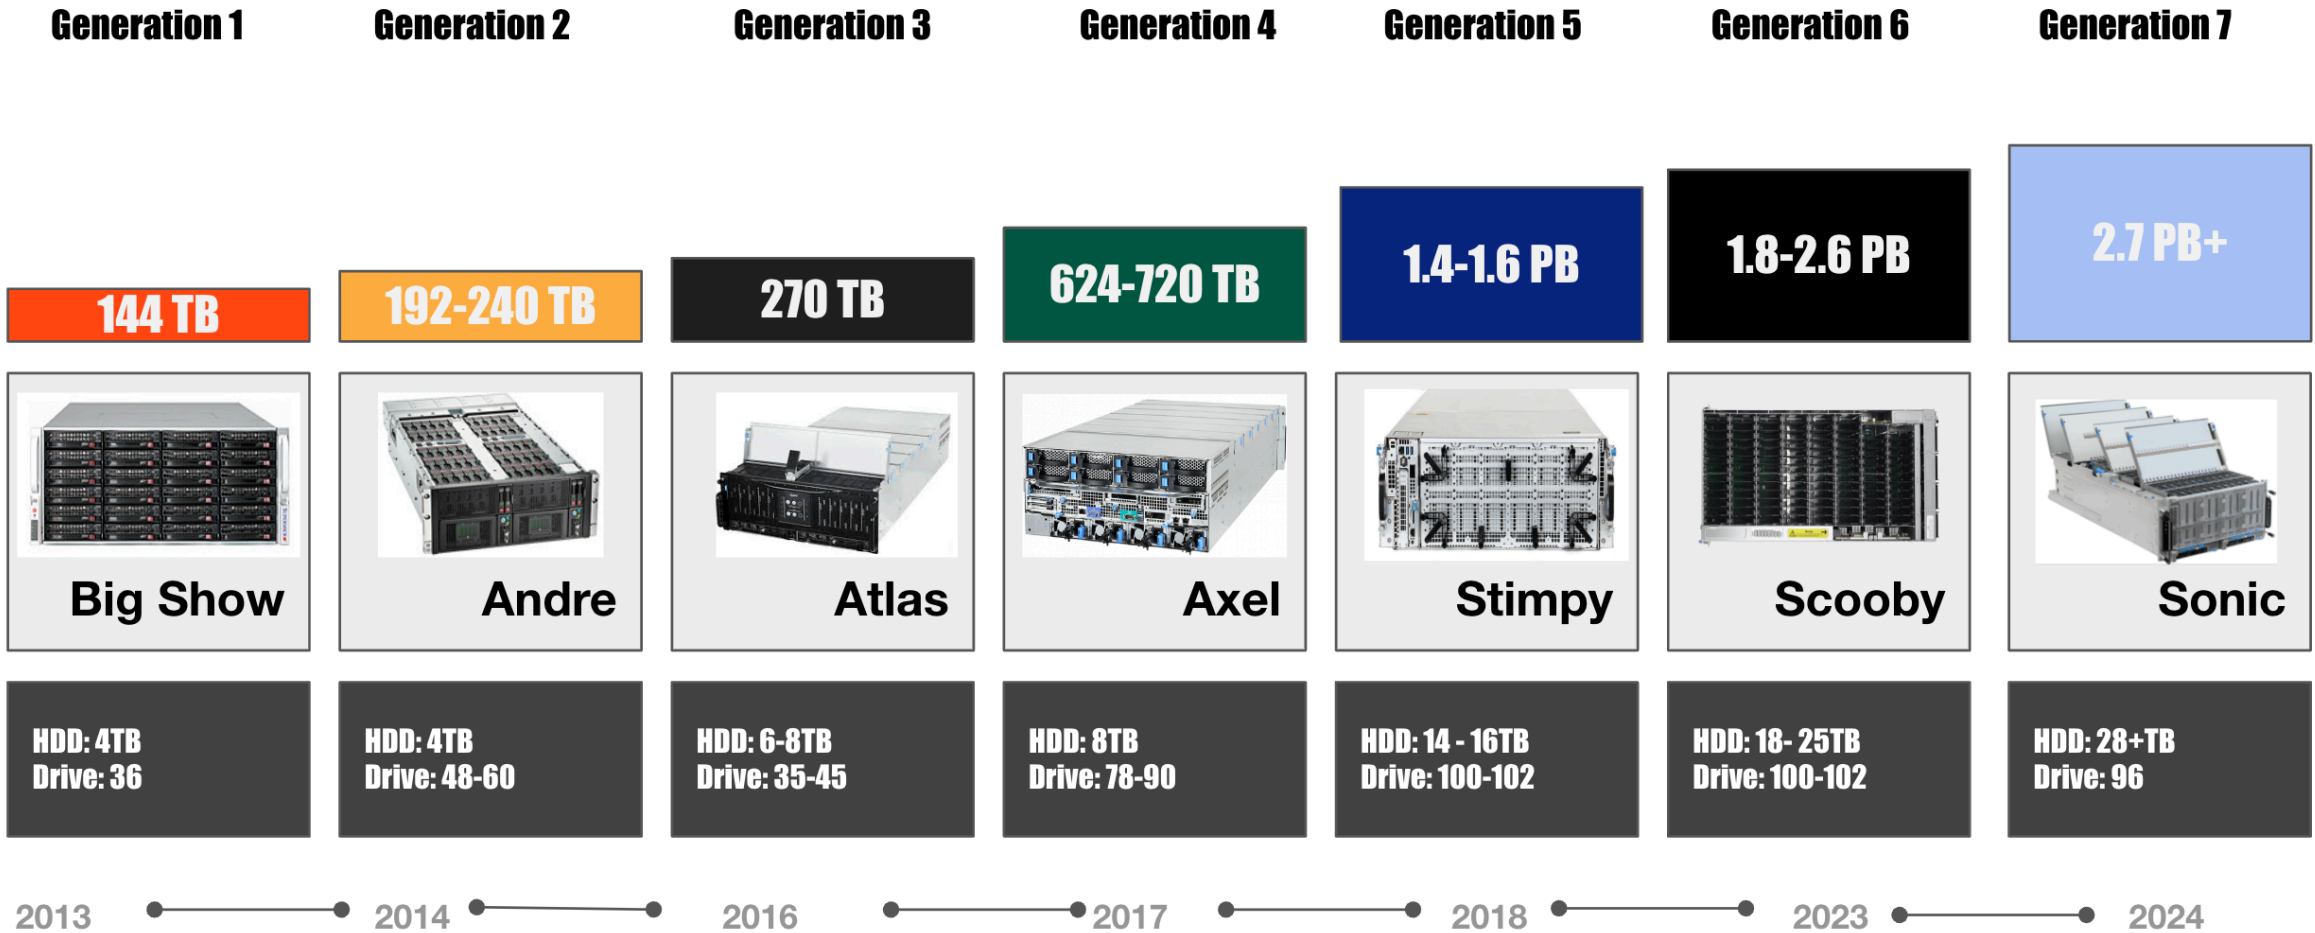 Generation 1
Generation 2
Generation 3
Generation 4
Generation 5
Generation 6
Generation 7
144 TB
192-240 TB
270 TB
624-720 TB
1.4-1.6 PB
1.8-2.6 PB
2.7 PB+
Big Show
Andre
Atlas
Axel
Stimpy
Scooby
Sonic
HDD: 4TB
Drive: 36
HDD: 4TB
Drive: 48-60
HDD: 6-8TB
Drive: 35-45
HDD: 8TB
Drive: 78-90
HDD: 14 - 16TB
Drive: 100-102
HDD: 18- 25TB
Drive: 100-102
HDD: 28+TB
Drive: 96
2013
2014
2016
2017
2018
2023
2024